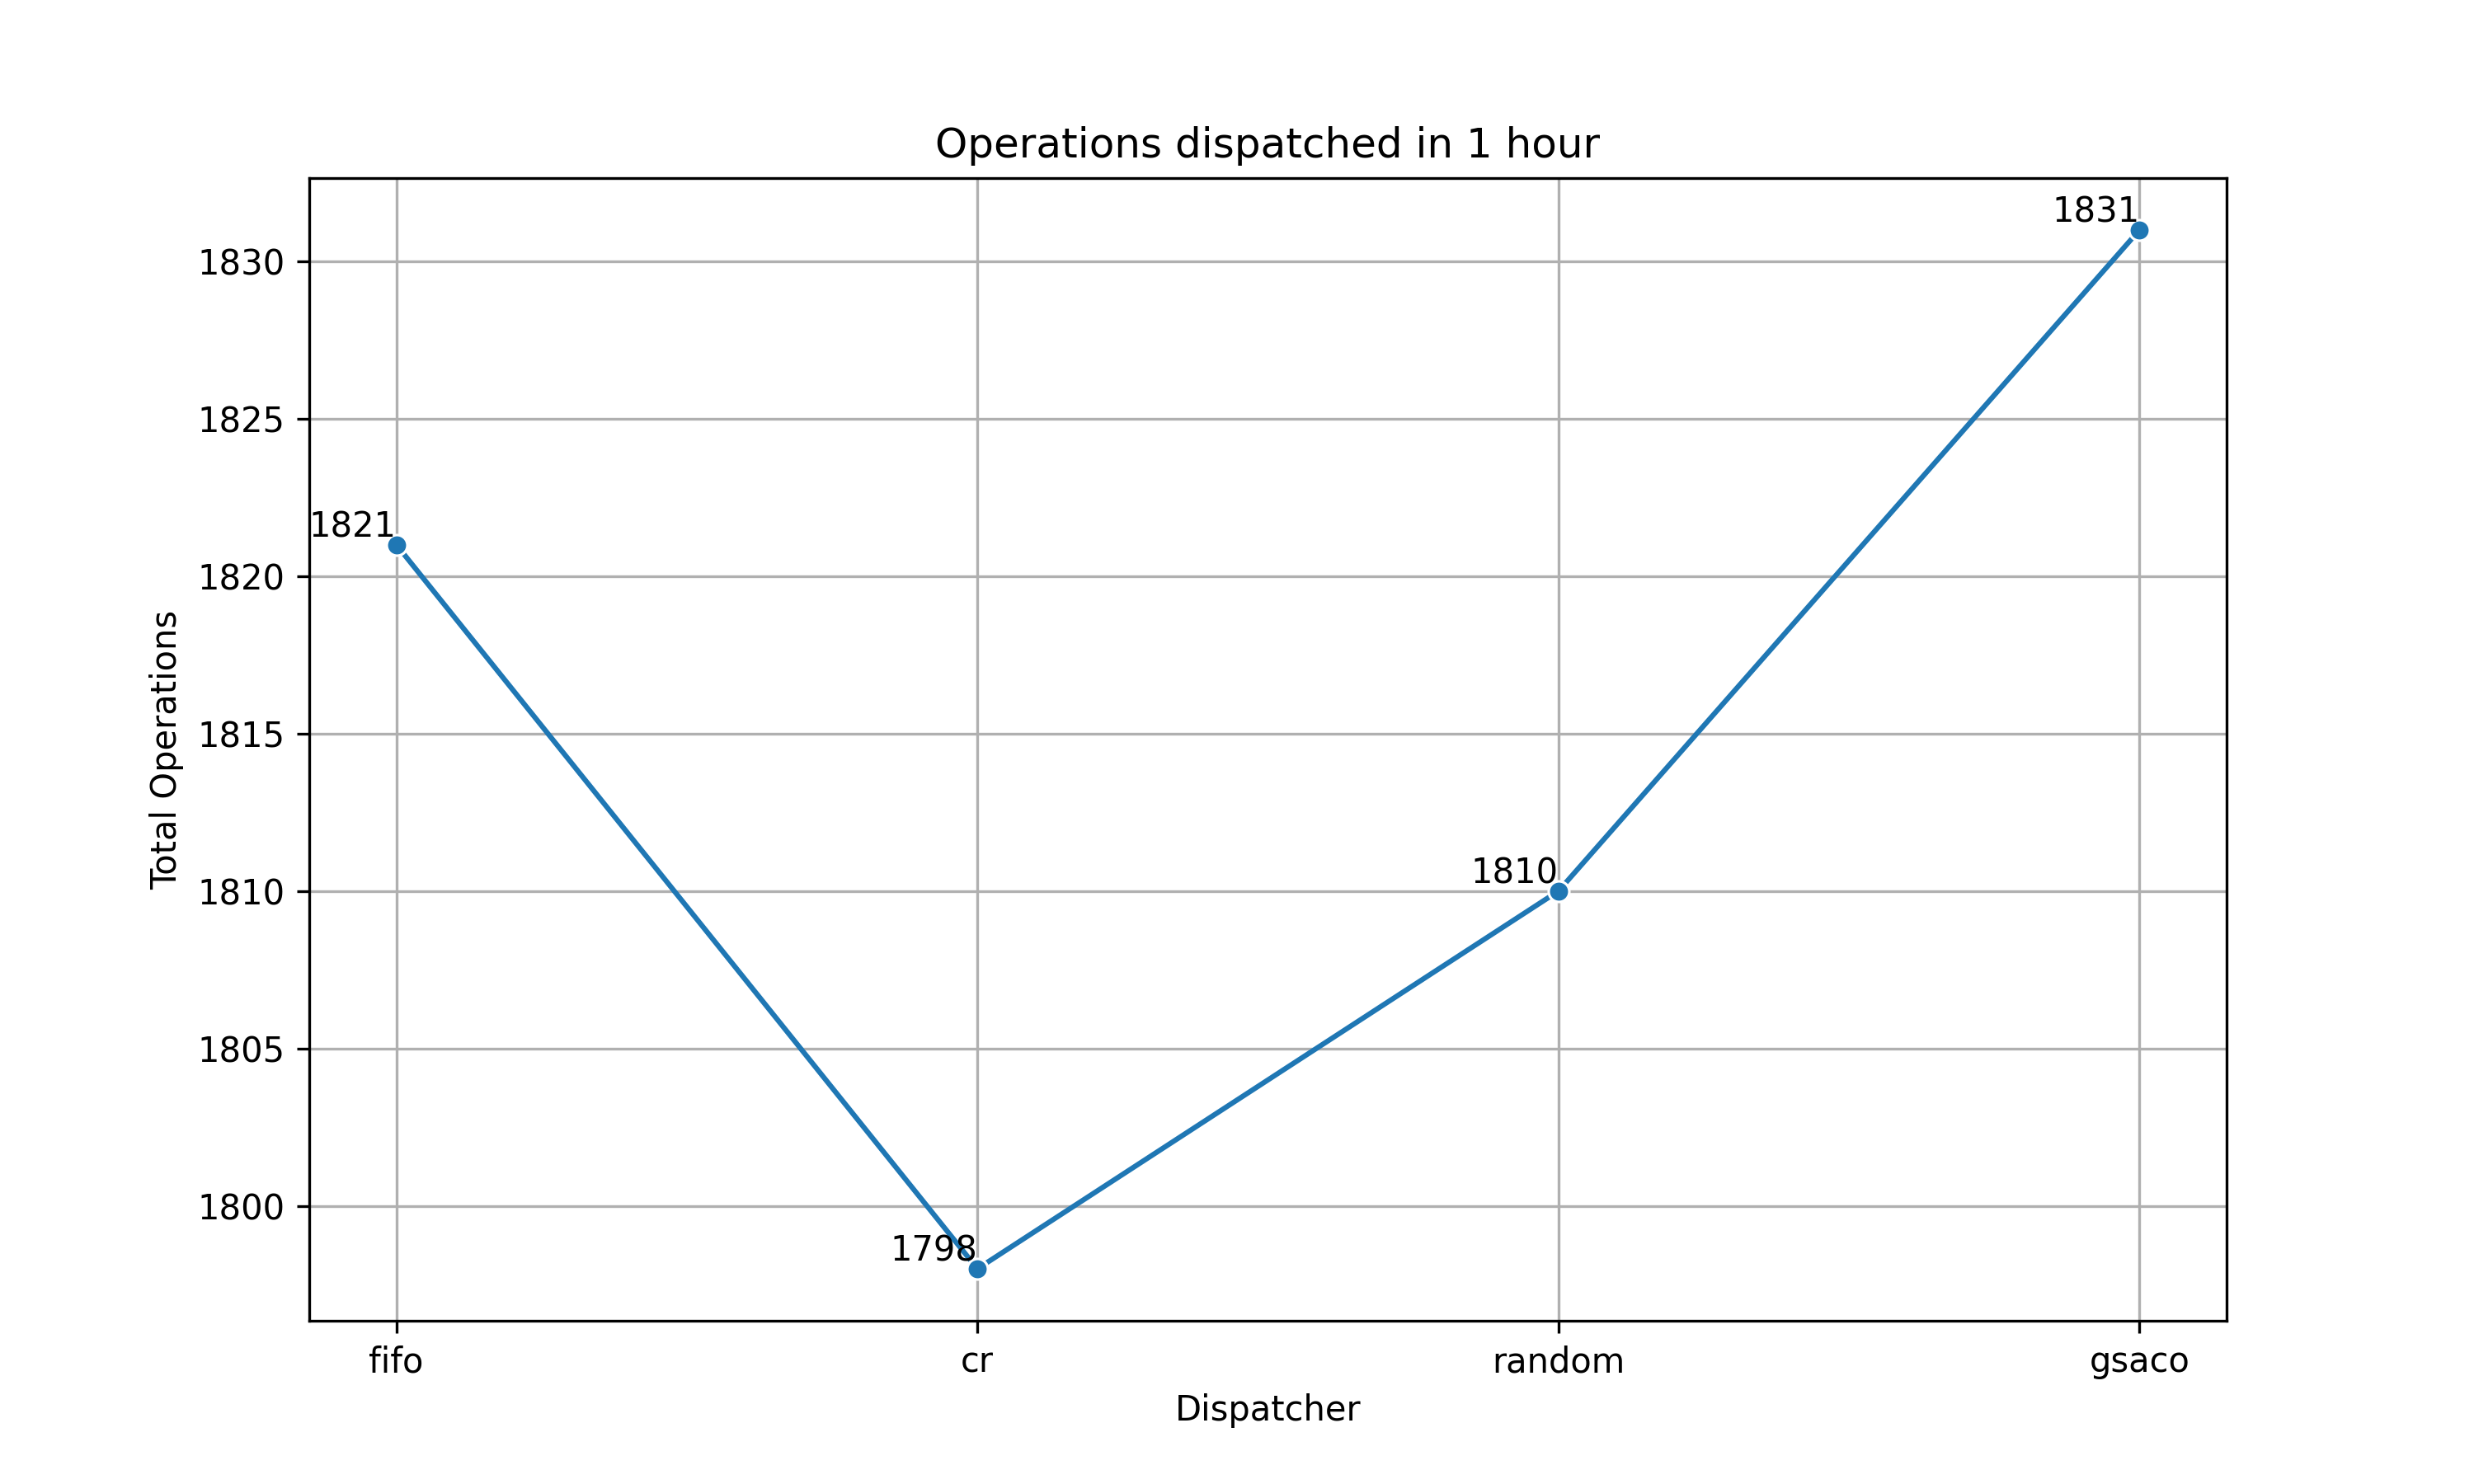 Operations dispatched in 1 hour
Total Operations
1830
1825
1820
1815
1810
1805
1800
1821
1798
1810
1831
fifo
cr
random
gsaco
Dispatcher